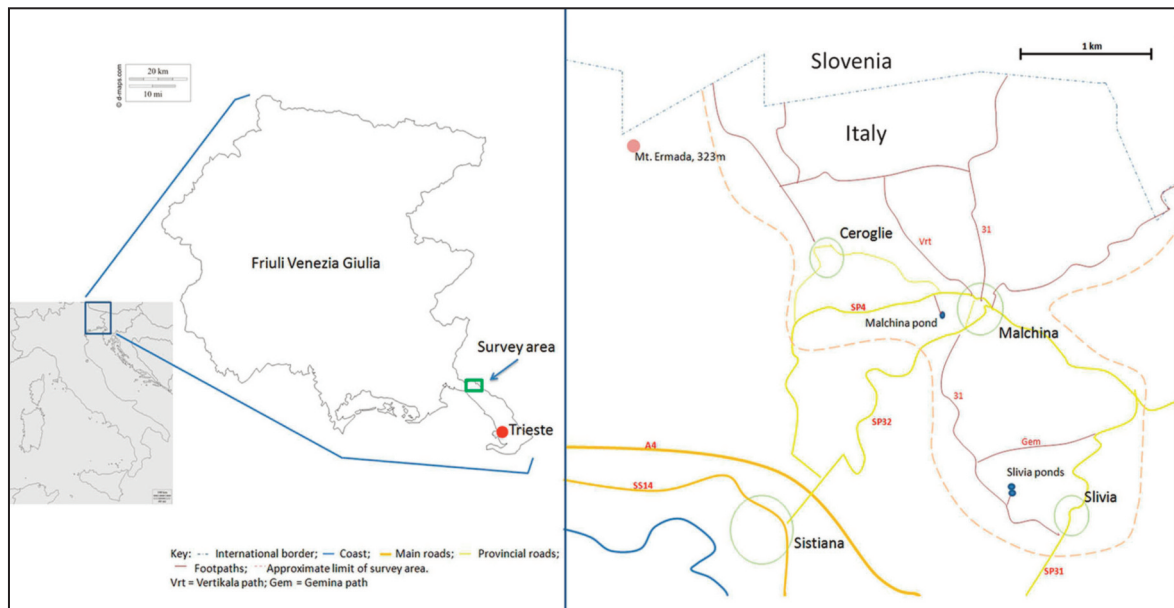 © d-maps.com
20 km
10 mi
Friuli Venezia Giulia
Survey area
Trieste
Key: International border; Coast; Main roads; Provincial roads;
Footpaths; Approximate limit of survey area.
Vrt = Vertikala path; Gem = Gemina path
Slovenia
1 km
Italy
Mt. Ermada, 323m
Ceroglie
Vrt
31
SP4
Malchina pond
Malchina
31
SP32
Gem
A4
Slivia ponds
SS14
Slivia
Sistiana
SP31